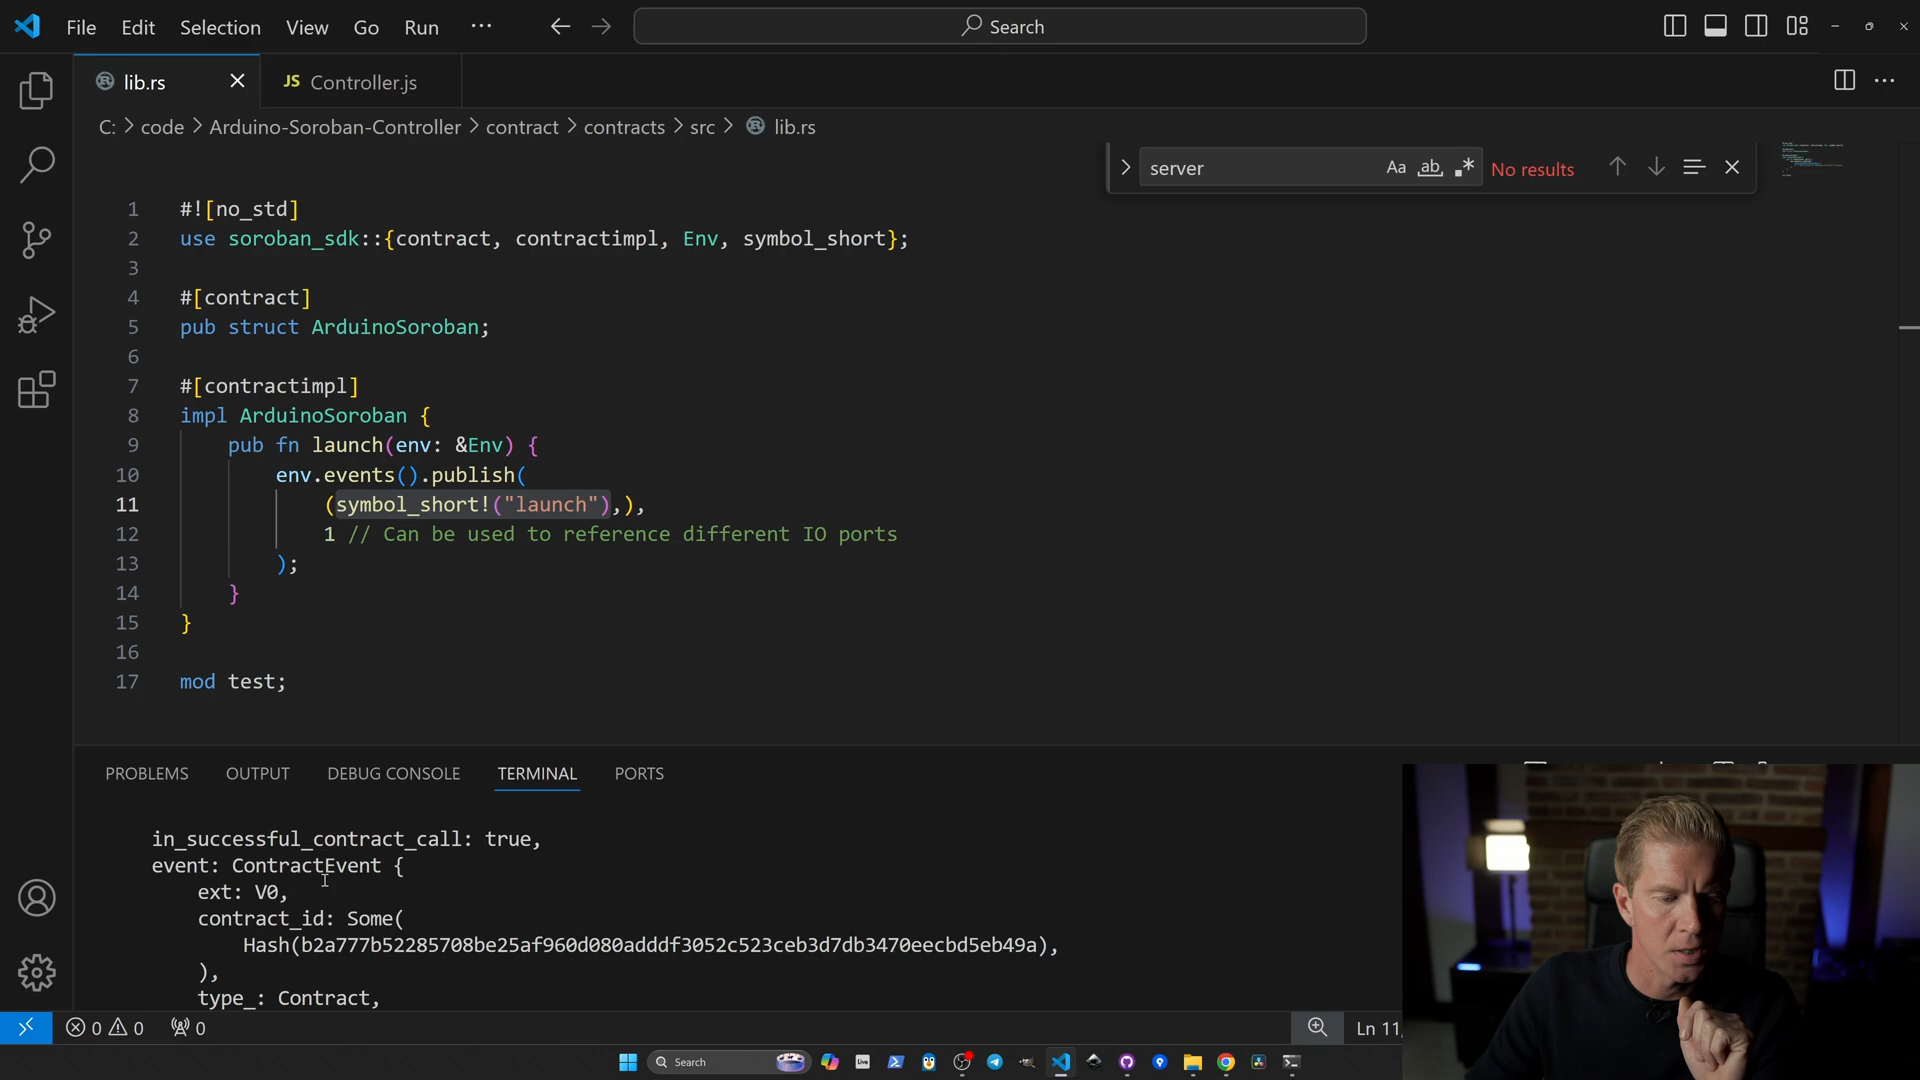 File Edit Selection View Go Run ··· Search
lib.rs JS Controller.js
C: > code > Arduino-Soroban-Controller > contract > contracts > src > lib.rs
server Aa ab .* No results
1 #![no_std]
2 use soroban_sdk::{contract, contractimpl, Env, symbol_short};
3
4 #[contract]
5 pub struct ArduinoSoroban;
6
7 #[contractimpl]
8 impl ArduinoSoroban {
9 pub fn launch(env: &Env) {
10 env.events().publish(
11 (symbol_short!("launch"),),
12 1 // Can be used to reference different IO ports
13 );
14 }
15 }
16
17 mod test;
PROBLEMS OUTPUT DEBUG CONSOLE TERMINAL PORTS
in_successful_contract_call: true,
event: ContractEvent {
ext: V0,
contract_id: Some(
Hash(b2a777b52285708be25af960d080adddf3052c523ceb3d7db3470eecbd5eb49a),
),
type_: Contract,
0 0 0 Ln 11,
Search